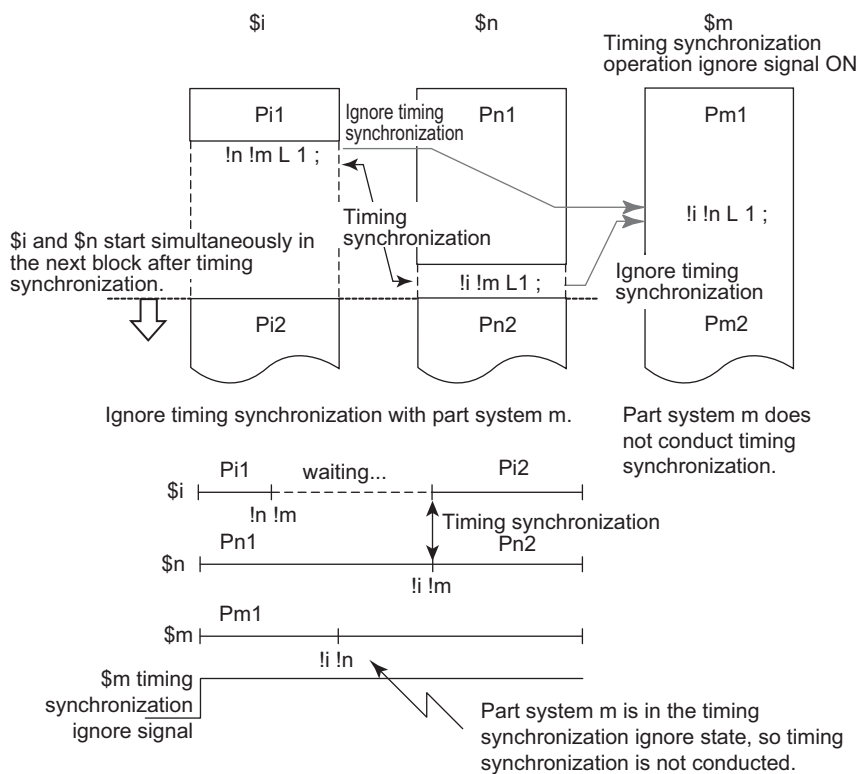 $i
$n
$m
Timing synchronization
operation ignore signal ON
Pi1
Ignore timing
synchronization
Pn1
Pm1
!n !m L 1 ;
Timing
synchronization
!i !n L 1 ;
$i and $n start simultaneously in
the next block after timing
synchronization.
!i !m L1 ;
Ignore timing
synchronization
Pi2
Pn2
Pm2
Ignore timing synchronization with part system m.
Part system m does
not conduct timing
synchronization.
Pi1
waiting...
Pi2
$i
!n !m
Timing synchronization
Pn1
Pn2
$n
!i !m
Pm1
$m
!i !n
$m timing
synchronization
ignore signal
Part system m is in the timing
synchronization ignore state, so timing
synchronization is not conducted.